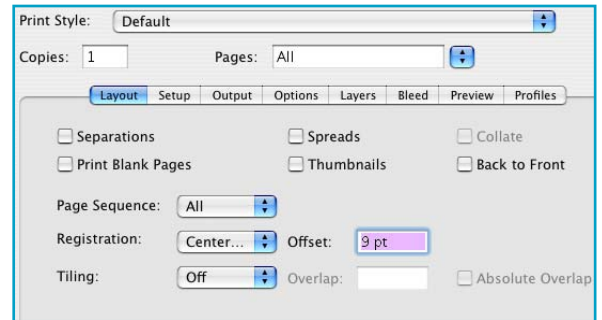 Print Style: Default
Copies: 1 Pages: All
Layout Setup Output Options Layers Bleed Preview Profiles
Separations Spreads Collate
Print Blank Pages Thumbnails Back to Front
Page Sequence: All
Registration: Center... Offset: 9 pt
Tiling: Off Overlap: Absolute Overlap